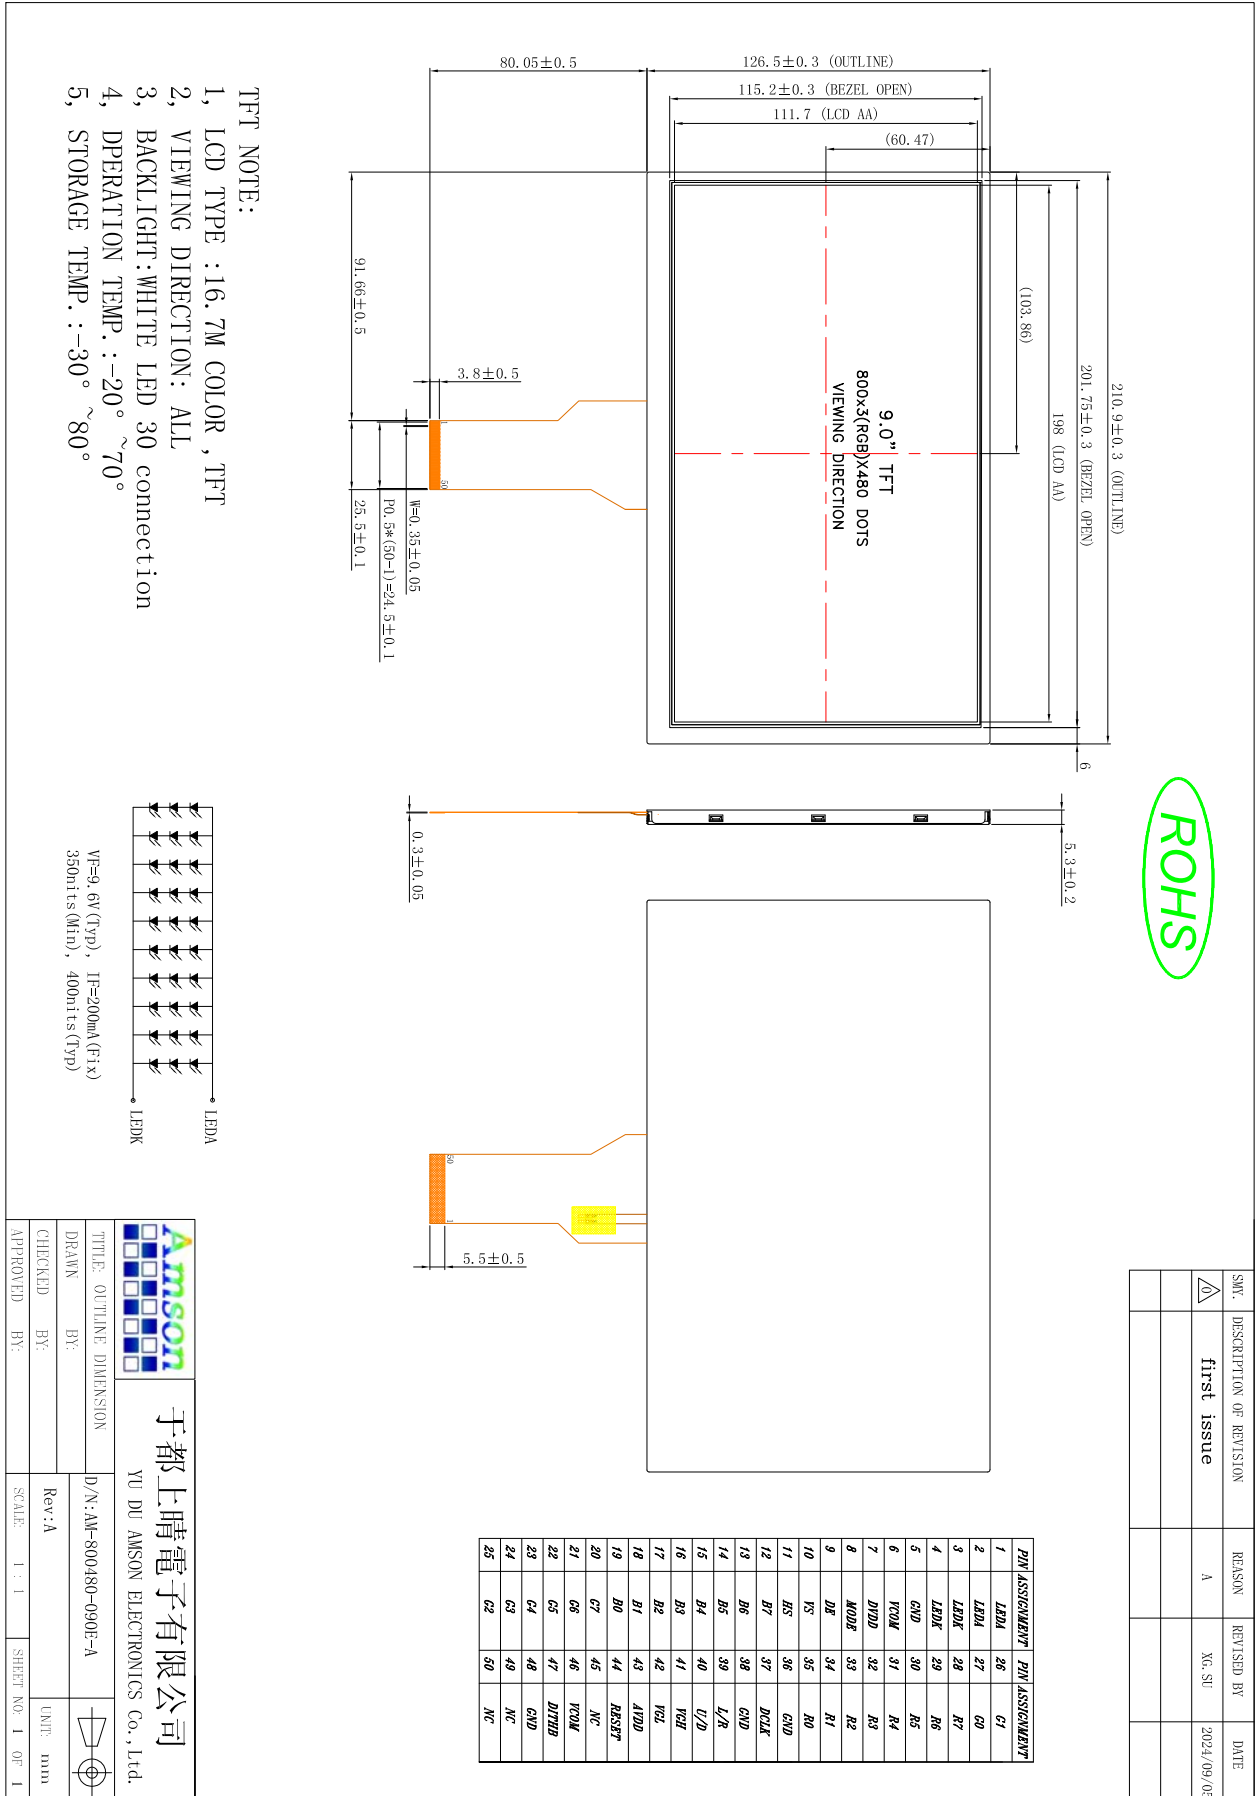 SMY. DESCRIPTION OF REVISION REASON REVISED BY DATE
0 first issue A XG.SU 2024/09/05
ROHS
210.9±0.3 (OUTLINE)
201.75±0.3 (BEZEL OPEN)
198 (LCD AA)
(103.86)
6
126.5±0.3 (OUTLINE)
115.2±0.3 (BEZEL OPEN)
111.7 (LCD AA)
(60.47)
80.05±0.5
9.0” TFT
800x3(RGB)X480 DOTS
VIEWING DIRECTION
91.66±0.5
3.8±0.5
1
50
W=0.35±0.05
P0.5*(50-1)=24.5±0.1
25.5±0.1
5.3±0.2
0.3±0.05
50
1
5.5±0.5
PIN ASSIGNMENT PIN ASSIGNMENT
1 LEDA 26 G1
2 LEDA 27 G0
3 LEDK 28 R7
4 LEDK 29 R6
5 GND 30 R5
6 VCOM 31 R4
7 DVDD 32 R3
8 MODE 33 R2
9 DE 34 R1
10 VS 35 R0
11 HS 36 GND
12 B7 37 DCLK
13 B6 38 GND
14 B5 39 L/R
15 B4 40 U/D
16 B3 41 VGH
17 B2 42 VGL
18 B1 43 AVDD
19 B0 44 RESET
20 G7 45 NC
21 G6 46 VCOM
22 G5 47 DITHB
23 G4 48 GND
24 G3 49 NC
25 G2 50 NC
TFT NOTE:
1, LCD TYPE :16.7M COLOR ,TFT
2, VIEWING DIRECTION: ALL
3, BACKLIGHT:WHITE LED 30 connection
4, DPERATION TEMP.:-20° ~70°
5, STORAGE TEMP.:-30° ~80°
LEDA
LEDK
VF=9.6V(Typ), IF=200mA(Fix)
350nits(Min), 400nits(Typ)
Amson
于都上晴電子有限公司
YU DU AMSON ELECTRONICS Co.,Ltd.
TITLE: OUTLINE DIMENSION
D/N:AM-800480-090E-A
DRAWN BY:
CHECKED BY:
Rev:A
UNIT: mm
APPROVED BY:
SCALE: 1 : 1
SHEET NO: 1 OF 1